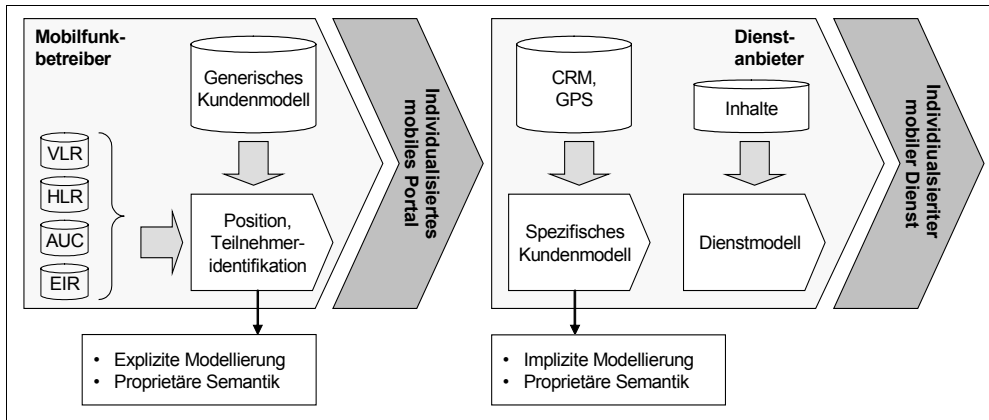 Mobilfunk-
betreiber
Generisches
Kundenmodell
VLR
HLR
AUC
EIR
Position,
Teilnehmer-
identifikation
Individualisiertes
mobiles Portal
• Explizite Modellierung
• Proprietäre Semantik
Dienst-
anbieter
CRM,
GPS
Inhalte
Spezifisches
Kundenmodell
Dienstmodell
Individiualsieriter
mobiler Dienst
• Implizite Modellierung
• Proprietäre Semantik